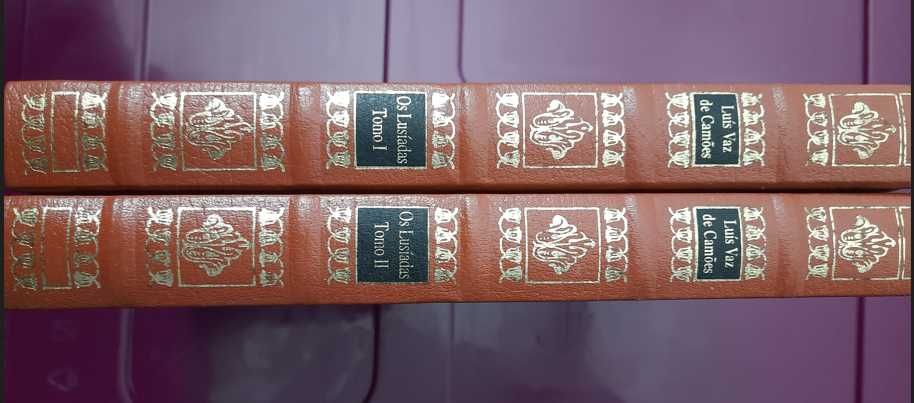 Os Lusíadas
Tomo I
Luís Vaz
de Camões
Os Lusíadas
Tomo II
Luís Vaz
de Camões